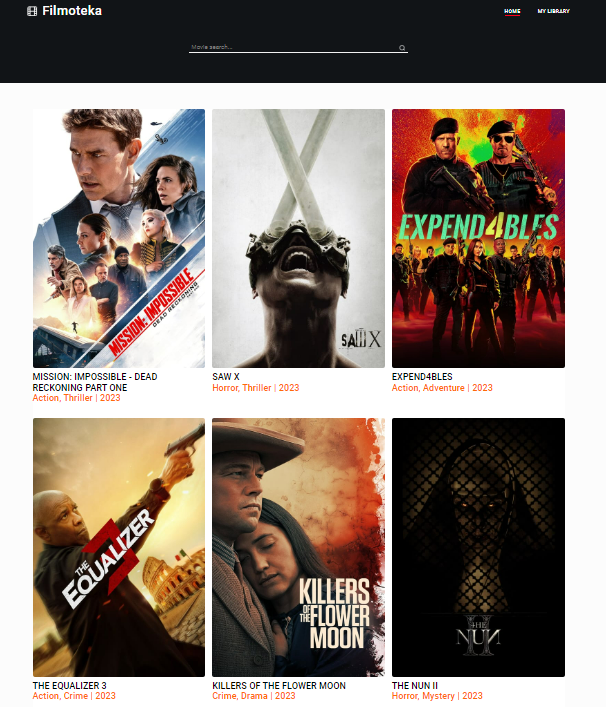 Filmoteka
HOME
MY LIBRARY
Movie search...
MISSION: IMPOSSIBLE
DEAD RECKONING
SAW X
EXPEND4BLES
MISSION: IMPOSSIBLE - DEAD
RECKONING PART ONE
Action, Thriller | 2023
SAW X
Horror, Thriller | 2023
EXPEND4BLES
Action, Adventure | 2023
THE
EQUALIZER
3
KILLERS
OF THE FLOWER
MOON
THE
NUN
II
THE EQUALIZER 3
Action, Crime | 2023
KILLERS OF THE FLOWER MOON
Crime, Drama | 2023
THE NUN II
Horror, Mystery | 2023